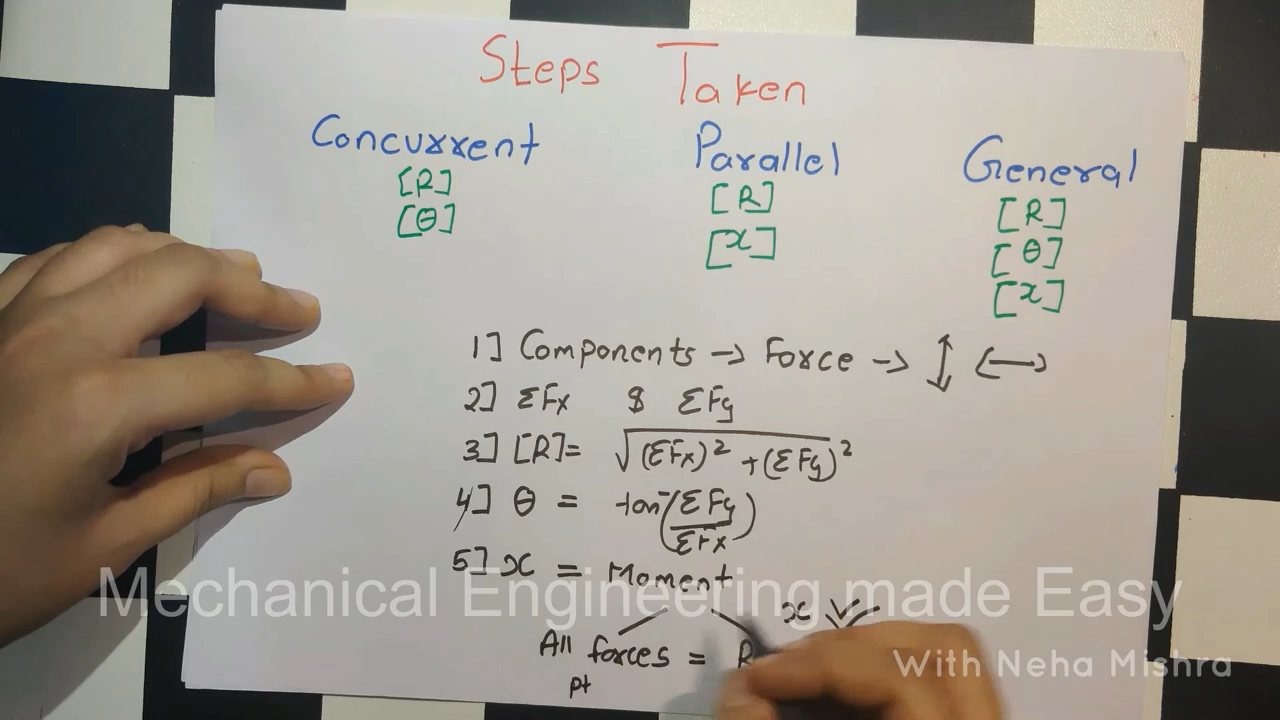 Steps Taken
Concurrent
[R]
[θ]
Parallel
[R]
[x]
General
[R]
[θ]
[x]
1] Components → Force → ↕ ↔
2] ΣFx & ΣFy
3] [R]= √(ΣFx)² + (ΣFy)²
4] θ = tan⁻(ΣFy/ΣFx)
5] x = Moment
x
All forces = R
pt
Mechanical Engineering made Easy
With Neha Mishra